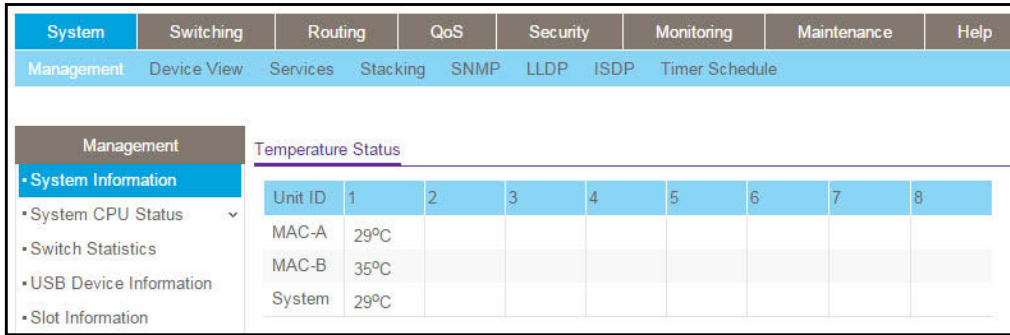 System Switching Routing QoS Security Monitoring Maintenance Help
Management Device View Services Stacking SNMP LLDP ISDP Timer Schedule
Management
System Information
System CPU Status
Switch Statistics
USB Device Information
Slot Information
Temperature Status
Unit ID 1 2 3 4 5 6 7 8
MAC-A 29ºC
MAC-B 35ºC
System 29ºC